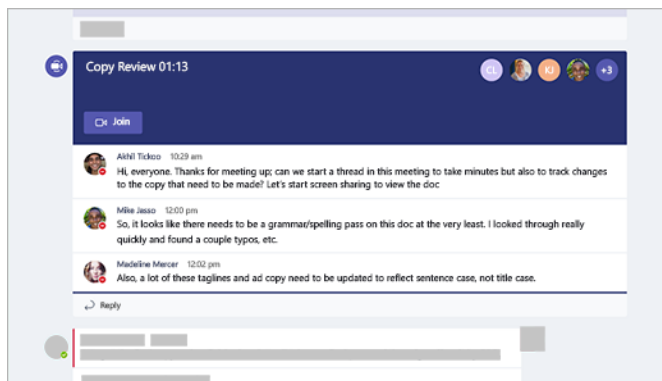 Copy Review 01:13
CL
KJ
+3
Join
Akhil Tickoo 10:29 am
Hi, everyone. Thanks for meeting up; can we start a thread in this meeting to take minutes but also to track changes
to the copy that need to be made? Let's start screen sharing to view the doc
Mike Jasso 12:00 pm
So, it looks like there needs to be a grammar/spelling pass on this doc at the very least. I looked through really
quickly and found a couple typos, etc.
Madeline Mercer 12:02 pm
Also, a lot of these taglines and ad copy need to be updated to reflect sentence case, not title case.
Reply